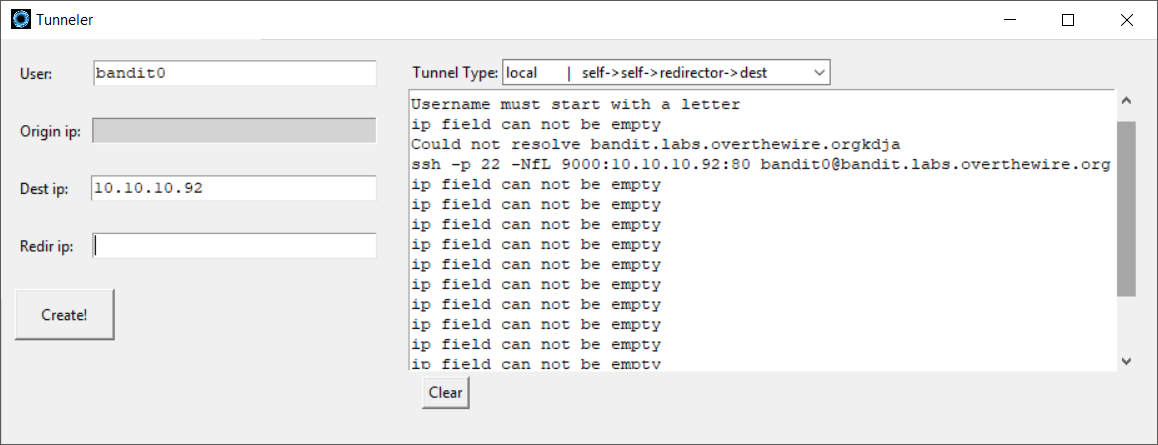 Tunneler
User: bandit0
Origin ip:
Dest ip: 10.10.10.92
Redir ip:
Create!
Tunnel Type: local | self->self->redirector->dest
Username must start with a letter
ip field can not be empty
Could not resolve bandit.labs.overthewire.orgkdja
ssh -p 22 -NfL 9000:10.10.10.92:80 bandit0@bandit.labs.overthewire.org
ip field can not be empty
ip field can not be empty
ip field can not be empty
ip field can not be empty
ip field can not be empty
ip field can not be empty
ip field can not be empty
ip field can not be empty
ip field can not be empty
ip field can not be empty
Clear